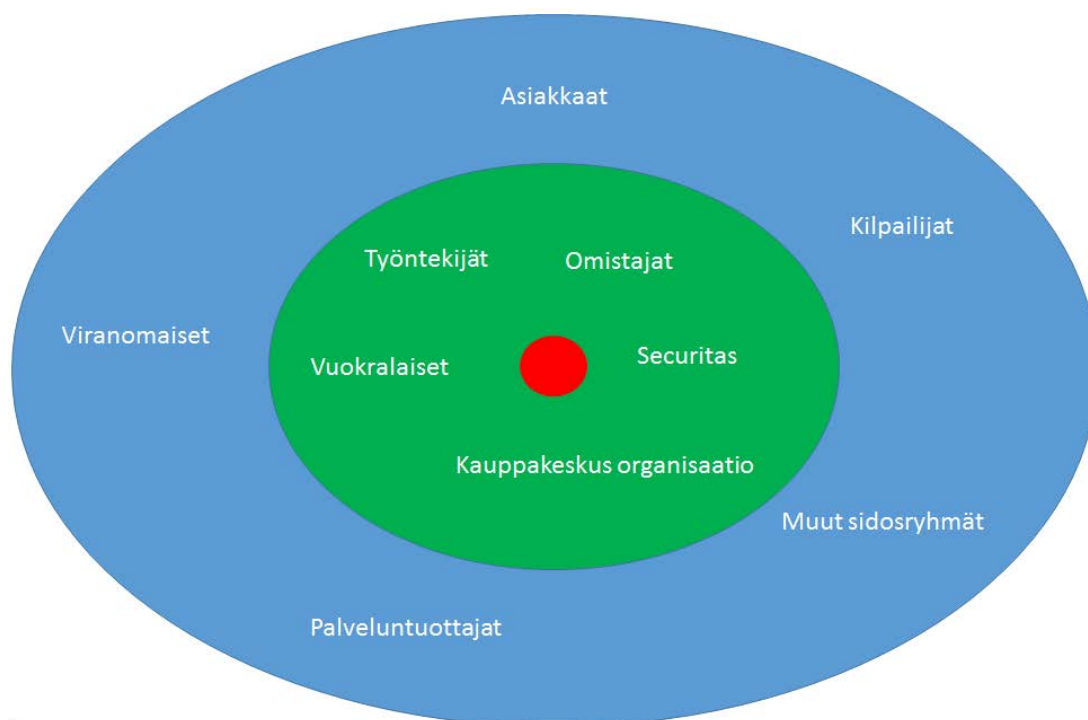 Asiakkaat
Kilpailijat
Työntekijät
Omistajat
Viranomaiset
Vuokralaiset
Securitas
Kauppakeskus organisaatio
Muut sidosryhmät
Palveluntuottajat